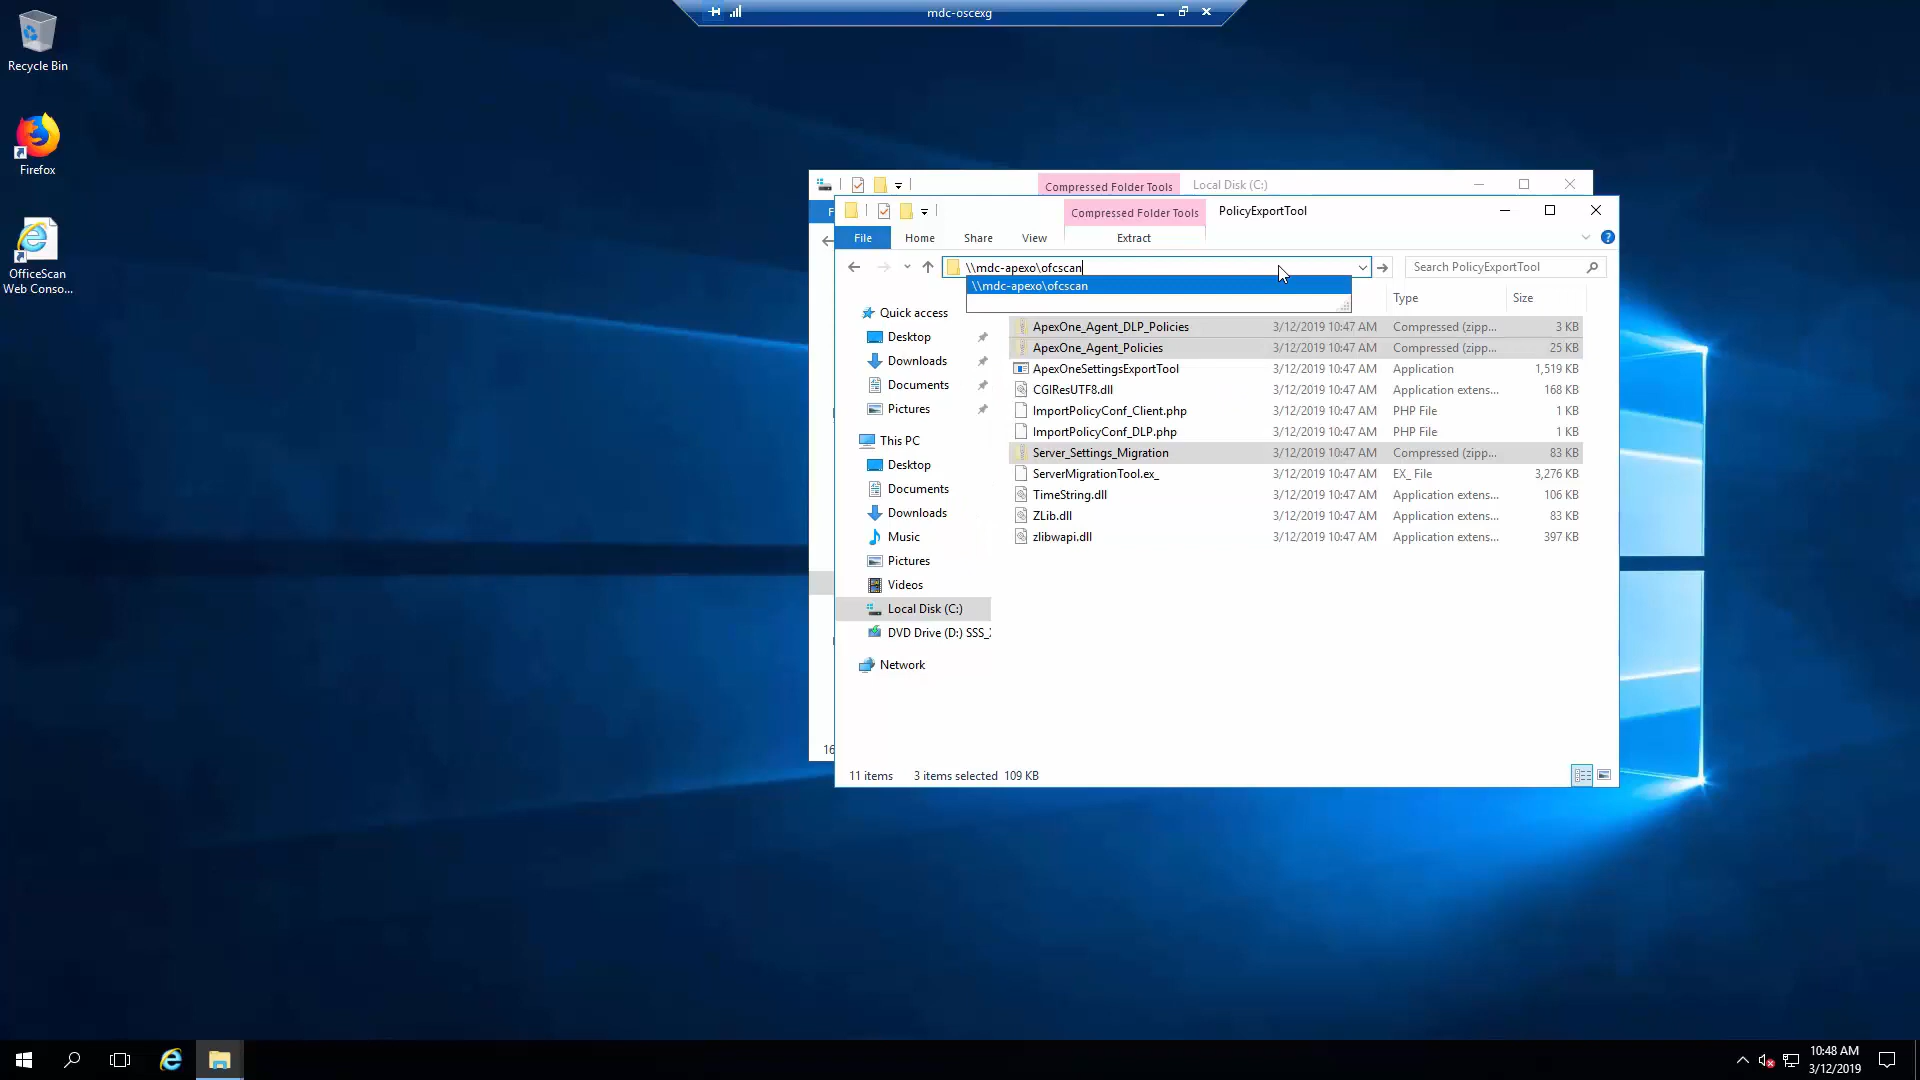 mdc-oscexg
Recycle Bin
Firefox
OfficeScan
Web Conso...
Compressed Folder Tools
Local Disk (C:)
F
Compressed Folder Tools
PolicyExportTool
File
Home
Share
View
Extract
\\mdc-apexo\ofcscan
Search PolicyExportTool
\\mdc-apexo\ofcscan
Type
Size
Quick access
Desktop
Downloads
Documents
Pictures
This PC
Desktop
Documents
Downloads
Music
Pictures
Videos
Local Disk (C:)
DVD Drive (D:) SSS_
Network
ApexOne_Agent_DLP_Policies 3/12/2019 10:47 AM Compressed (zipp... 3 KB
ApexOne_Agent_Policies 3/12/2019 10:47 AM Compressed (zipp... 25 KB
ApexOneSettingsExportTool 3/12/2019 10:47 AM Application 1,519 KB
CGIResUTF8.dll 3/12/2019 10:47 AM Application extens... 168 KB
ImportPolicyConf_Client.php 3/12/2019 10:47 AM PHP File 1 KB
ImportPolicyConf_DLP.php 3/12/2019 10:47 AM PHP File 1 KB
Server_Settings_Migration 3/12/2019 10:47 AM Compressed (zipp... 83 KB
ServerMigrationTool.ex_ 3/12/2019 10:47 AM EX_ File 3,276 KB
TimeString.dll 3/12/2019 10:47 AM Application extens... 106 KB
ZLib.dll 3/12/2019 10:47 AM Application extens... 83 KB
zlibwapi.dll 3/12/2019 10:47 AM Application extens... 397 KB
16
11 items 3 items selected 109 KB
10:48 AM
3/12/2019